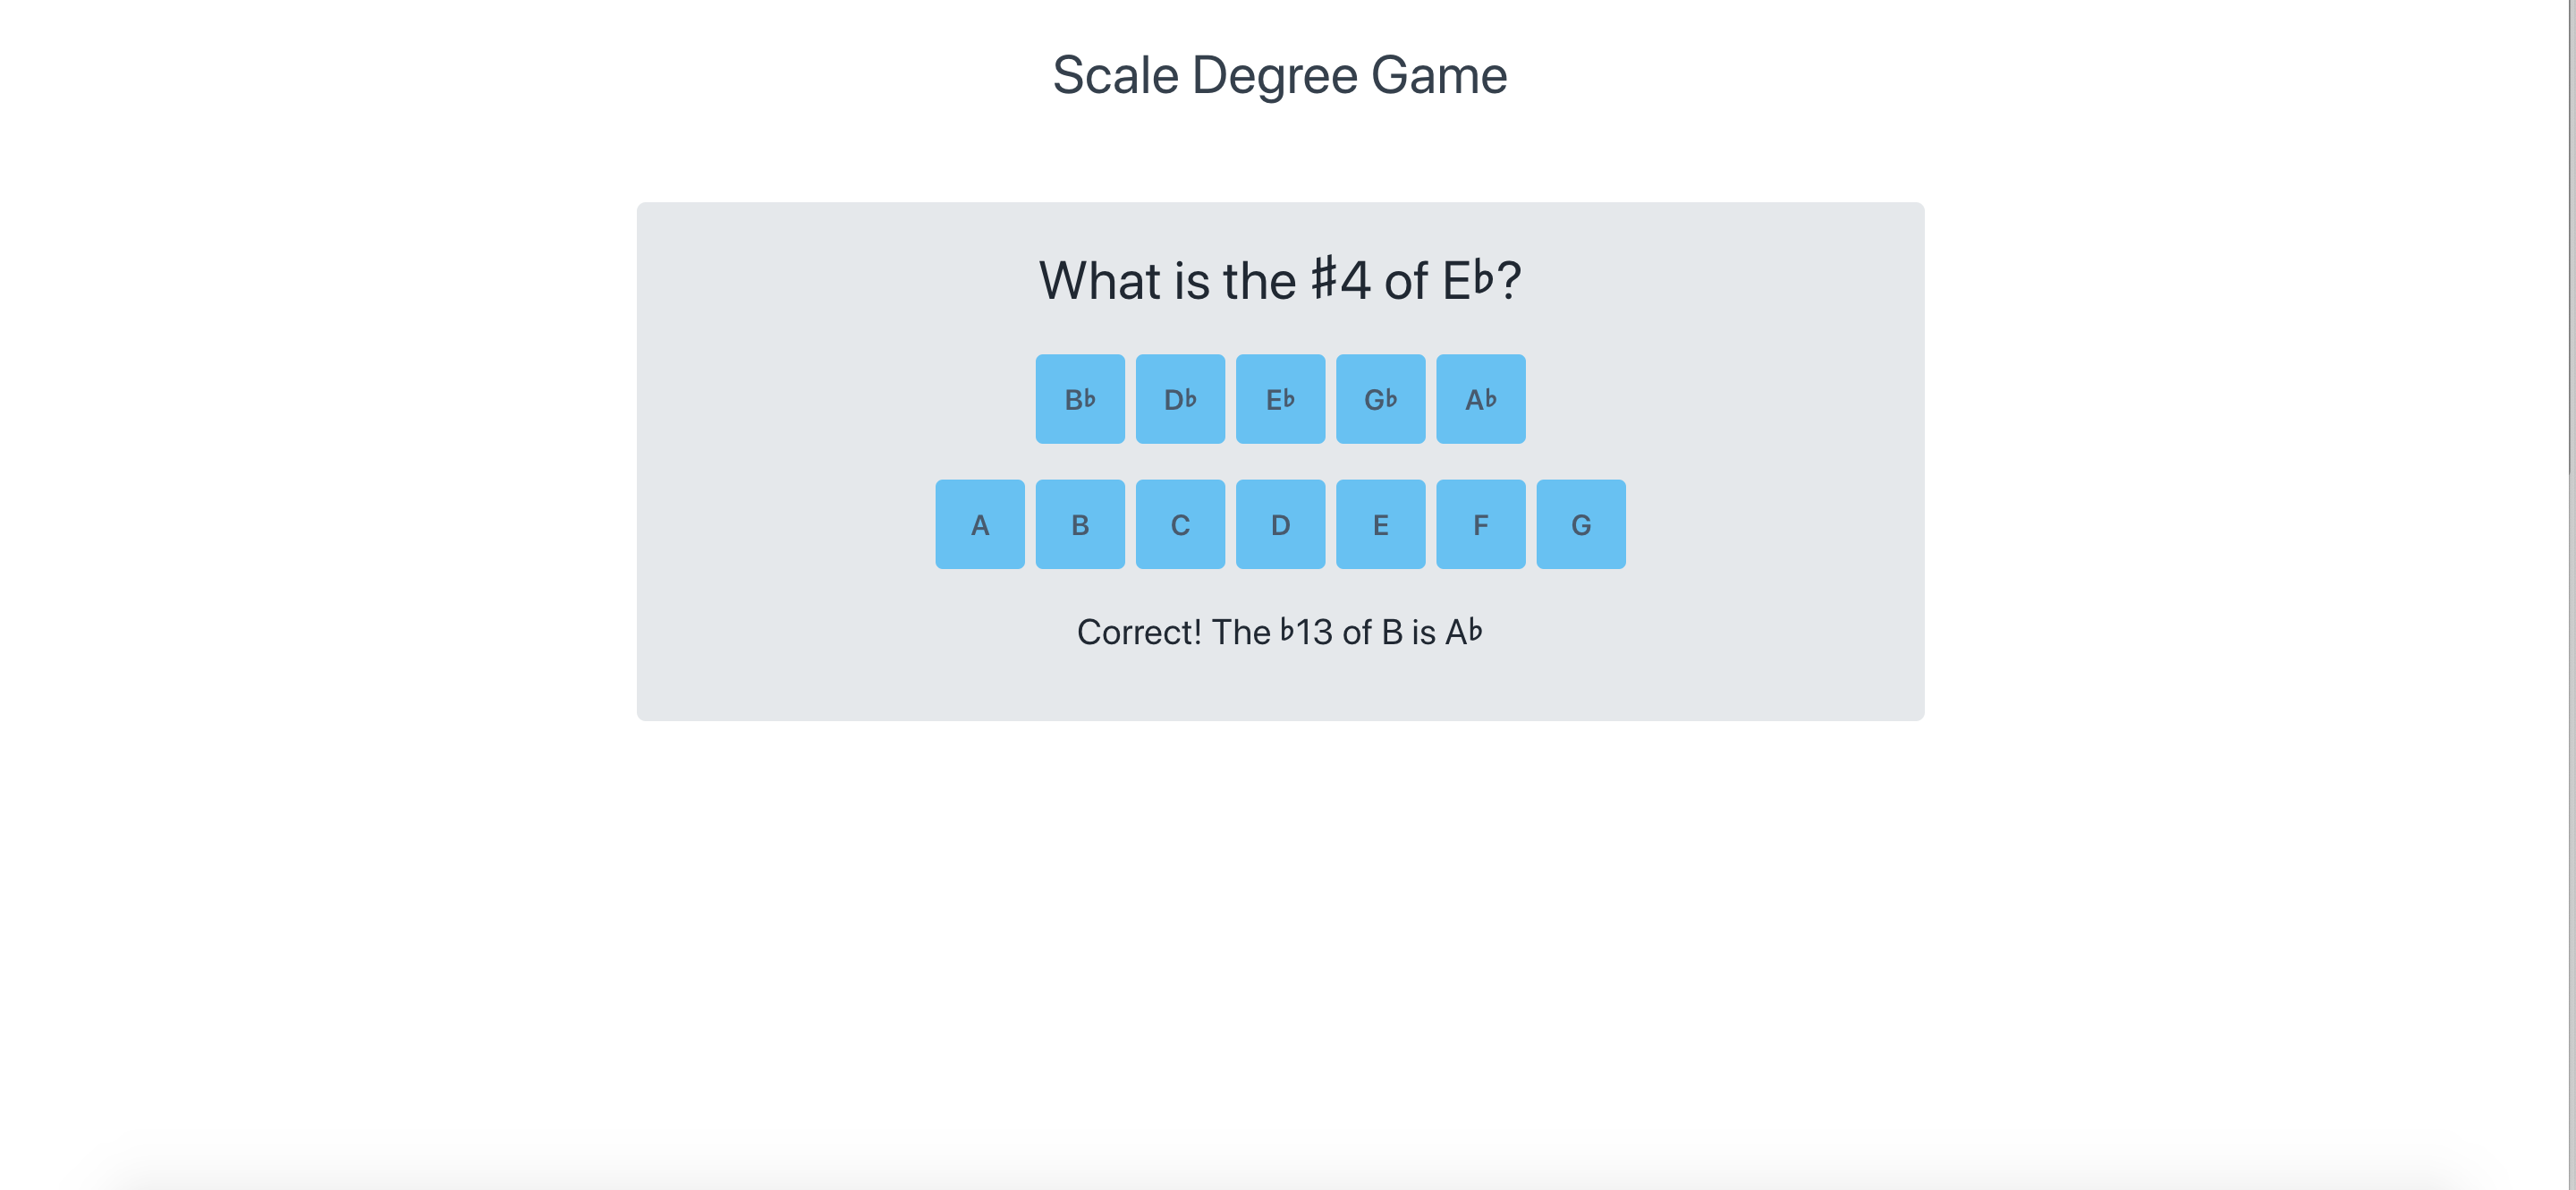 Scale Degree Game
What is the ♯4 of E♭?
B♭ D♭ E♭ G♭ A♭
A B C D E F G
Correct! The ♭13 of B is A♭